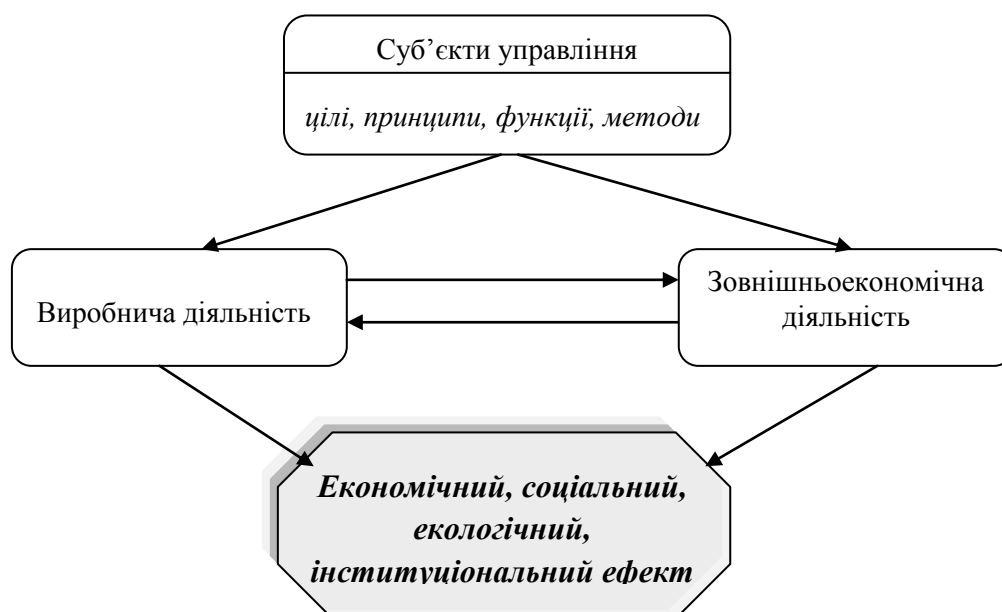 Суб’єкти управління
цілі, принципи, функції, методи
Виробнича діяльність
Зовнішньоекономічна
діяльність
Економічний, соціальний,
екологічний,
інституціональний ефект